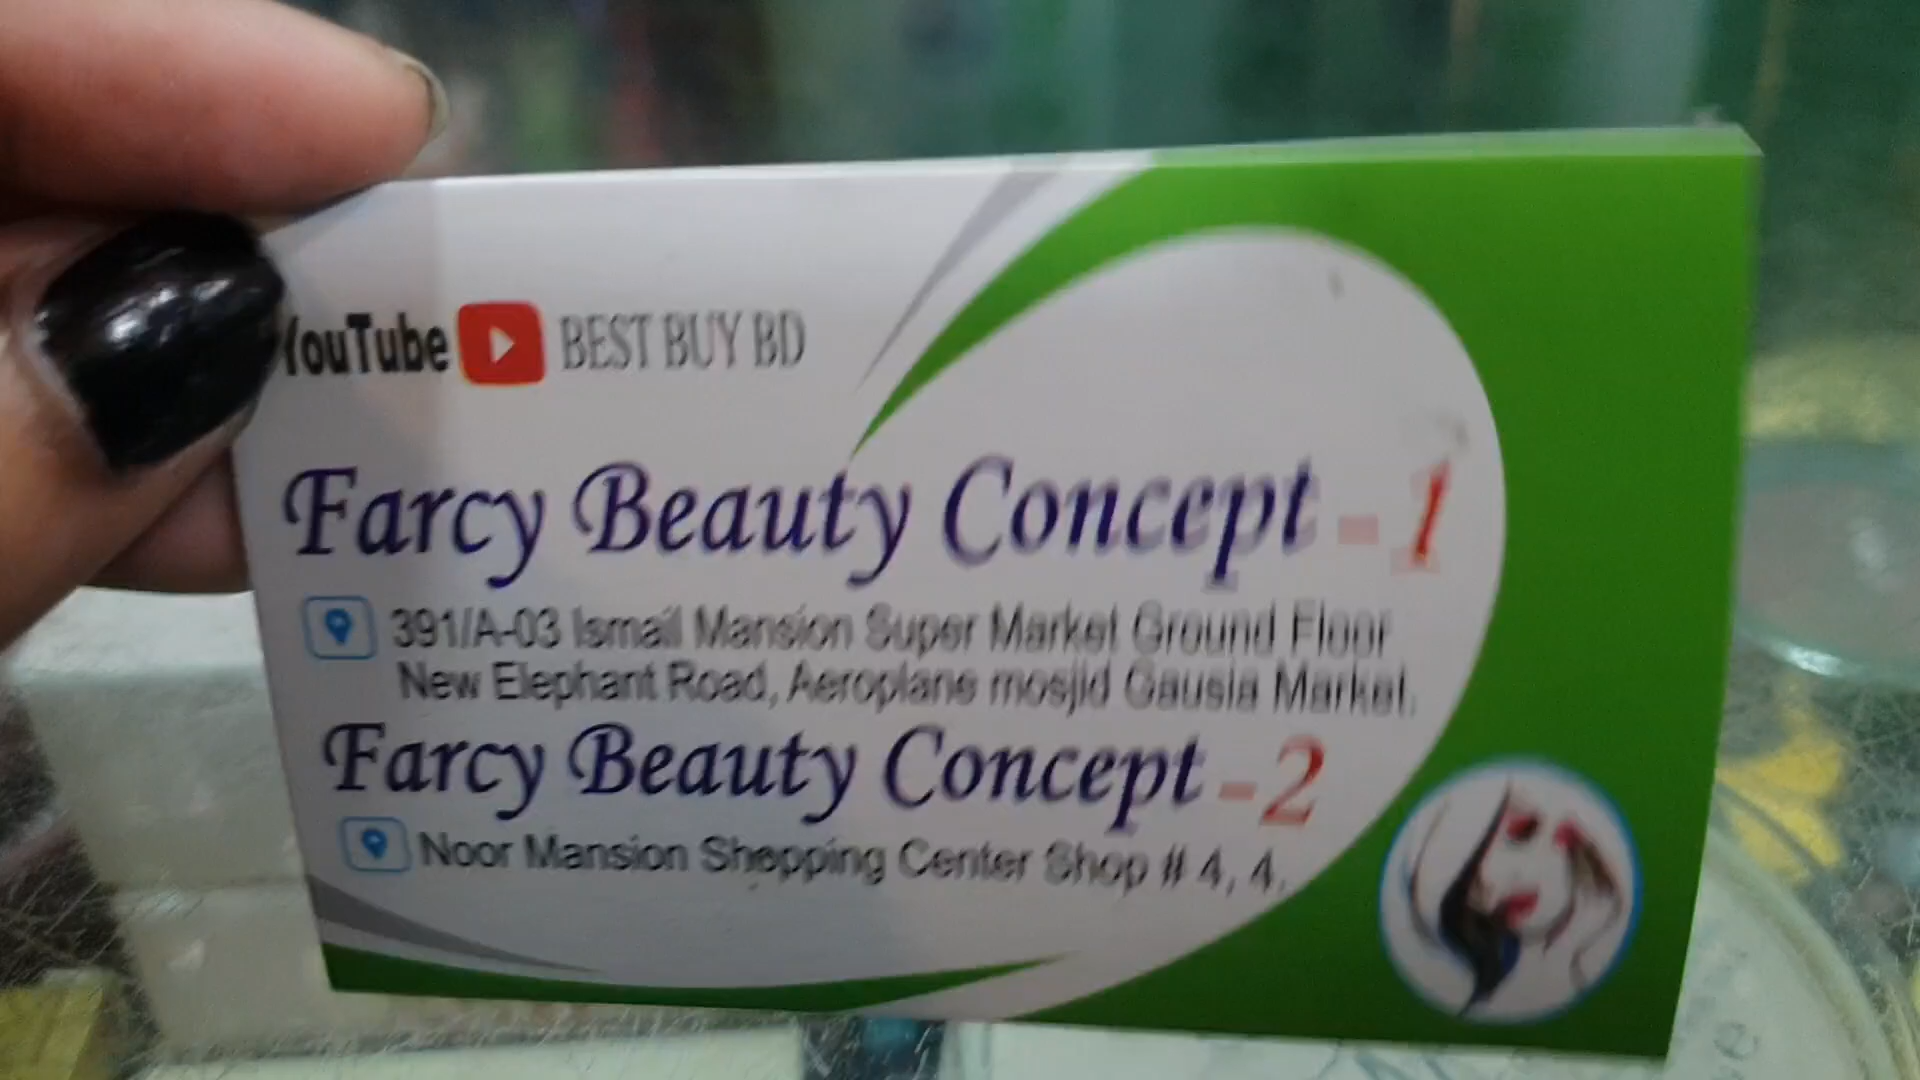 YouTube BEST BUY BD
Farcy Beauty Concept - 1
391/A-03 Ismail Mansion Super Market Ground Floor
New Elephant Road, Aeroplane mosjid Gausia Market.
Farcy Beauty Concept - 2
Noor Mansion Shopping Center Shop # 4, 4.